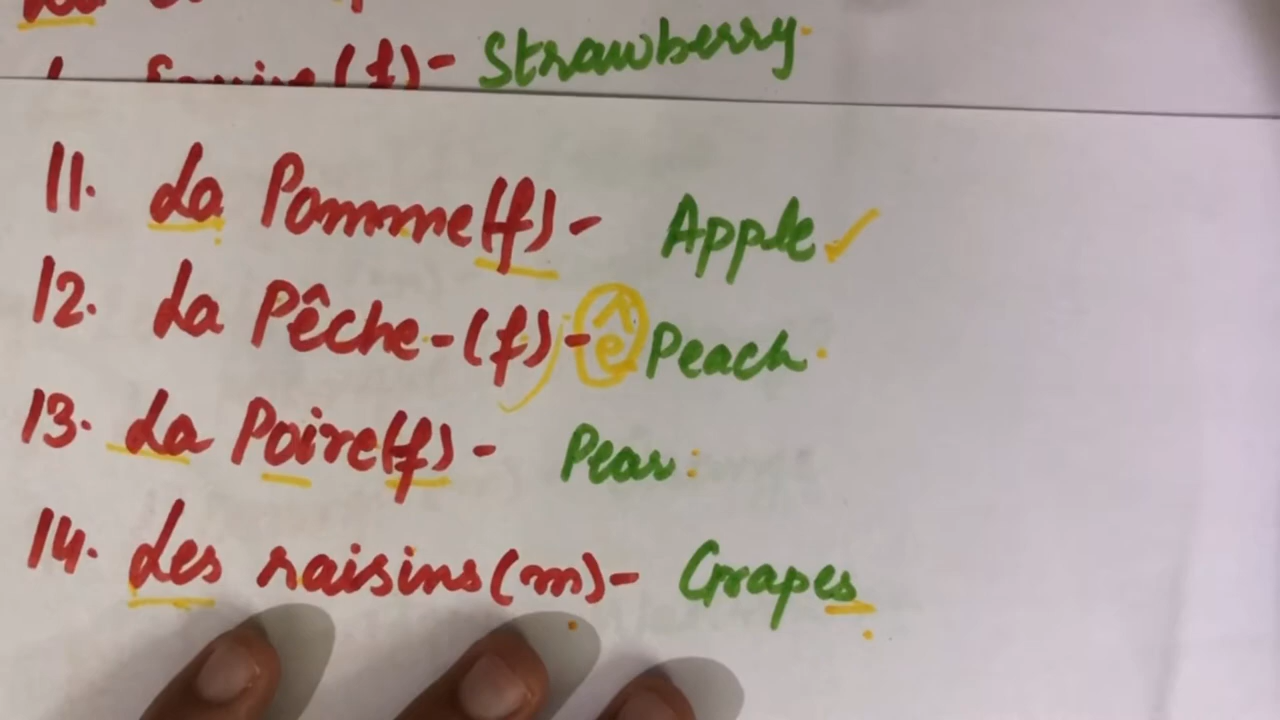 (f)- Strawberry
11. La Pomme(f)- Apple
12. La Pêche-(f)- ê Peach
13. La Poire(f)- Pear
14. Les raisins(m)- Grapes